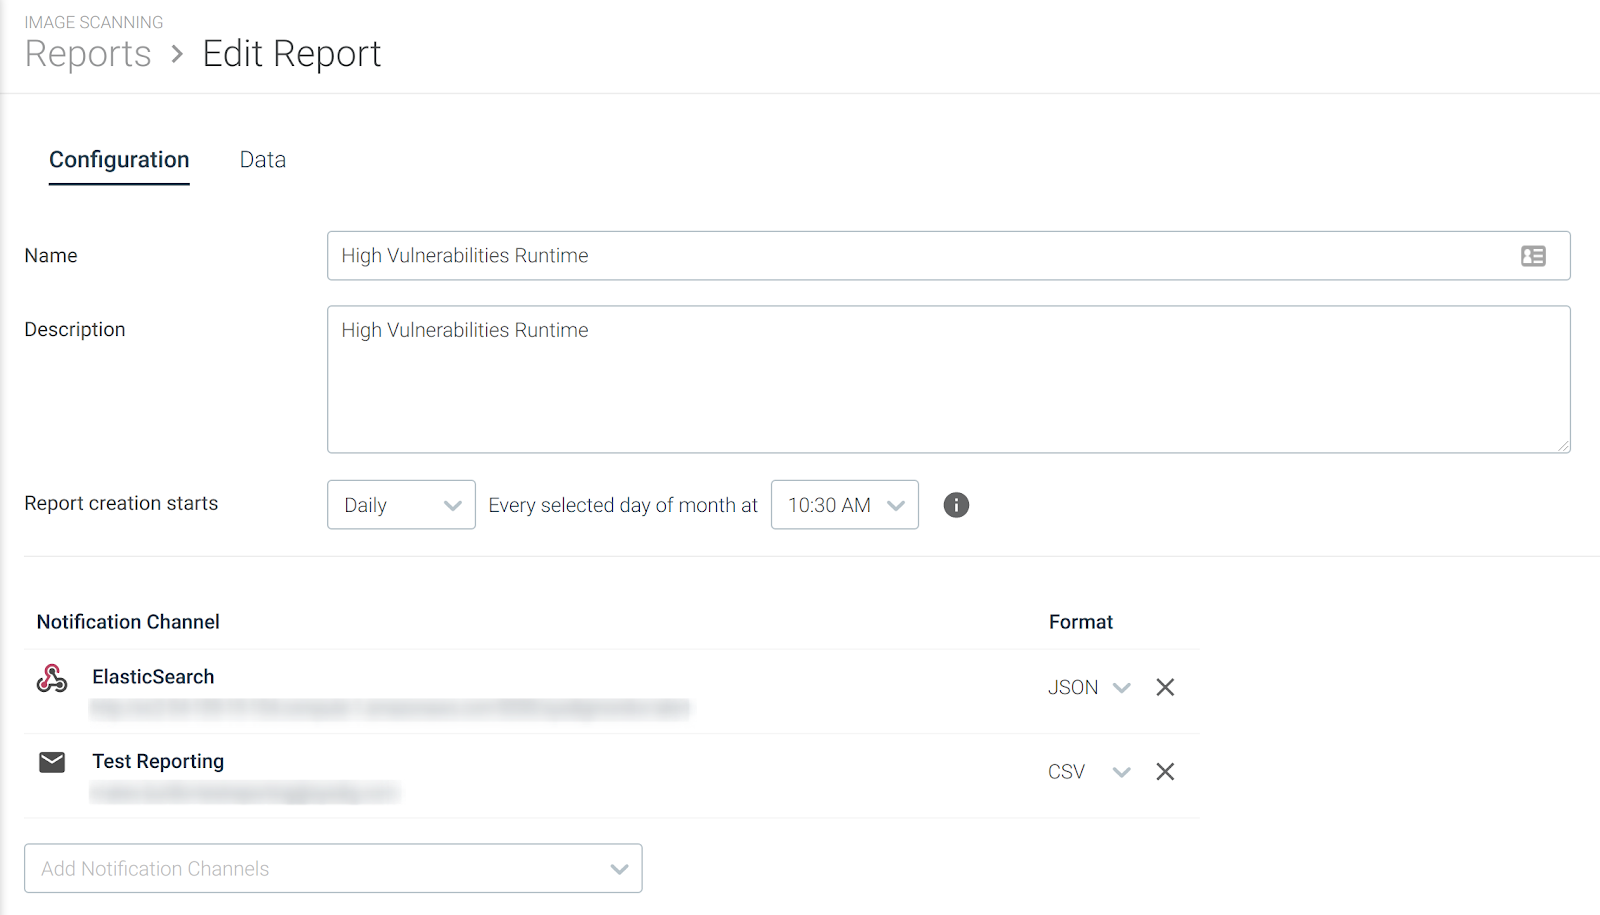 IMAGE SCANNING
Reports > Edit Report
Configuration Data
Name High Vulnerabilities Runtime
Description High Vulnerabilities Runtime
Report creation starts Daily Every selected day of month at 10:30 AM
Notification Channel Format
ElasticSearch JSON
Test Reporting CSV
Add Notification Channels